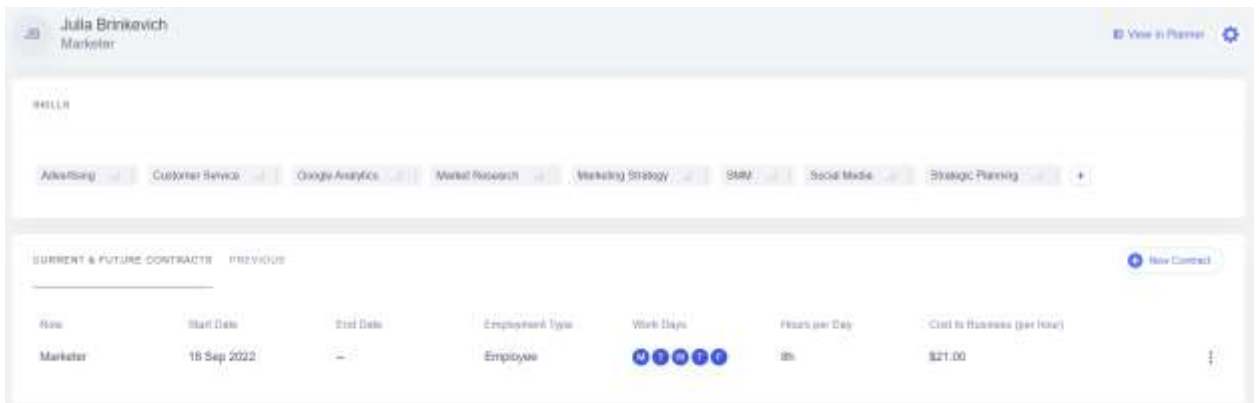 JB
Julia Brinkevich
Marketer
View in Planner
SKILLS
Advertising Customer Service Google Analytics Market Research Marketing Strategy SMM Social Media Strategic Planning +
CURRENT & FUTURE CONTRACTS PREVIOUS
New Contract
Role Start Date End Date Employment Type Work Days Hours per Day Cost to Business (per hour)
Marketer 18 Sep 2022 -- Employee M T W T F 8h $21.00